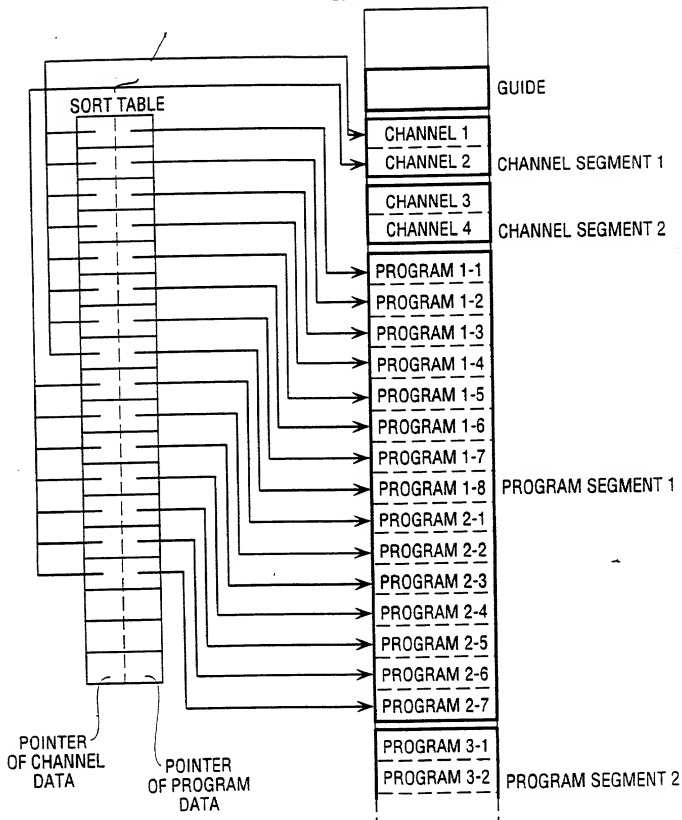 SORT TABLE
POINTER
OF CHANNEL
DATA
POINTER
OF PROGRAM
DATA
GUIDE
CHANNEL 1
CHANNEL 2
CHANNEL SEGMENT 1
CHANNEL 3
CHANNEL 4
CHANNEL SEGMENT 2
PROGRAM 1-1
PROGRAM 1-2
PROGRAM 1-3
PROGRAM 1-4
PROGRAM 1-5
PROGRAM 1-6
PROGRAM 1-7
PROGRAM 1-8
PROGRAM SEGMENT 1
PROGRAM 2-1
PROGRAM 2-2
PROGRAM 2-3
PROGRAM 2-4
PROGRAM 2-5
PROGRAM 2-6
PROGRAM 2-7
PROGRAM 3-1
PROGRAM 3-2
PROGRAM SEGMENT 2